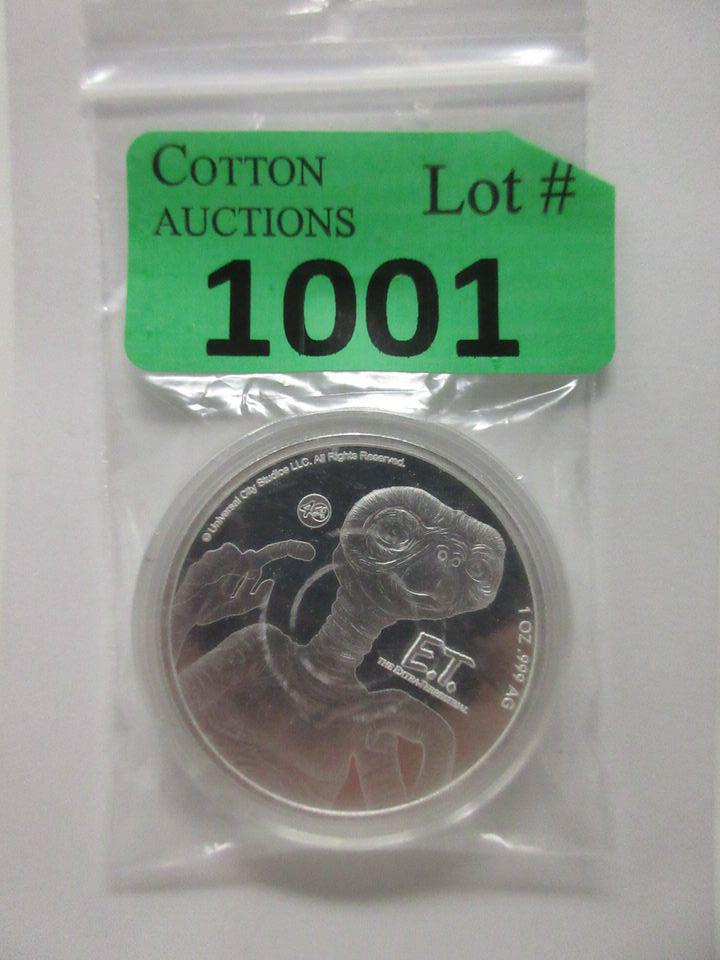 COTTON
AUCTIONS
Lot #
1001
© Universal City Studios LLC. All Rights Reserved.
E.T.
THE EXTRA-TERRESTRIAL
1 OZ .999 AG